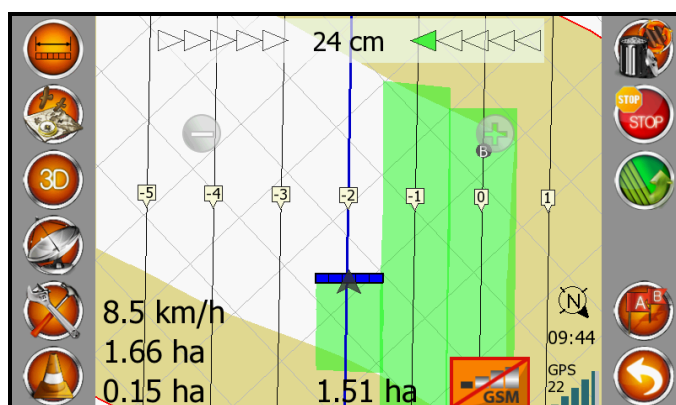 24 cm
STOP
STOP
3D
B
-5
-4
-3
-2
-1
0
1
N
A B
8.5 km/h
09:44
1.66 ha
GPS
22
0.15 ha
1.51 ha
GSM